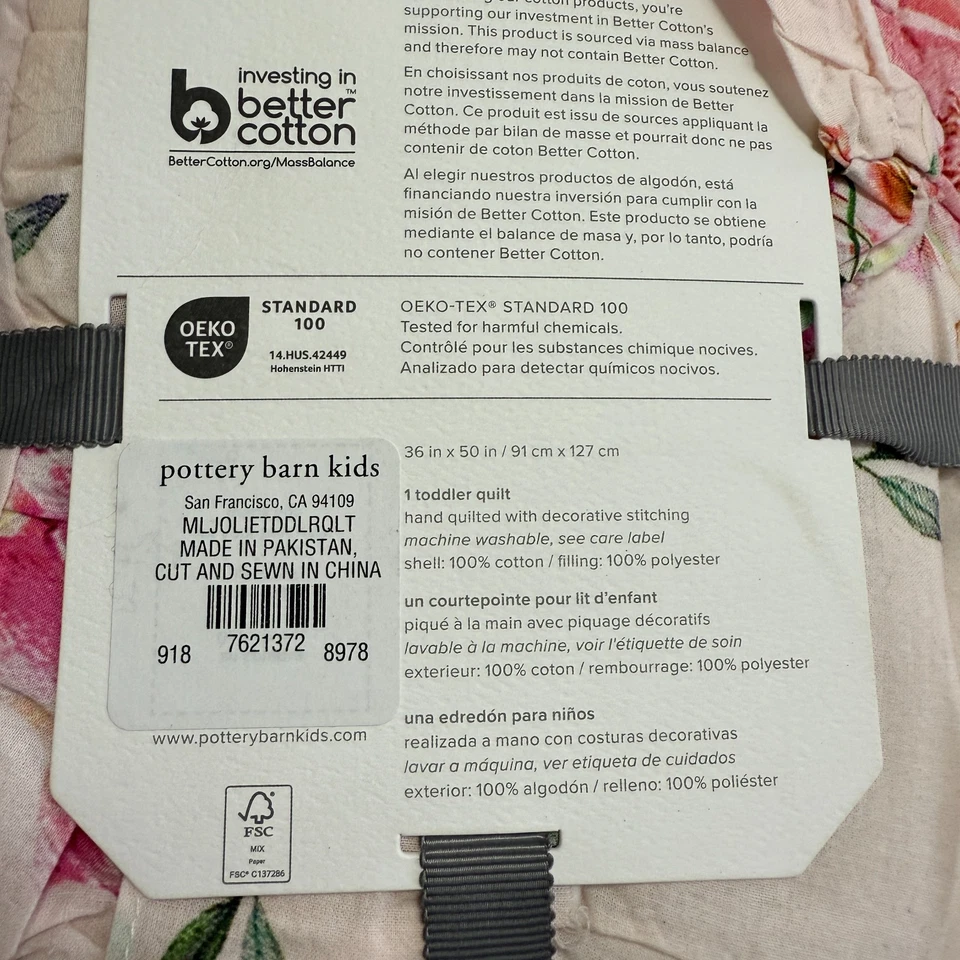 cotton products, you're
supporting our investment in Better Cotton's
mission. This product is sourced via mass balance
and therefore may not contain Better Cotton.
En choisissant nos produits de coton, vous soutenez
notre investissement dans la mission de Better
Cotton. Ce produit est issu de sources appliquant la
méthode par bilan de masse et pourrait donc ne pas
contenir de coton Better Cotton.
Al elegir nuestros productos de algodón, está
financiando nuestra inversión para cumplir con la
misión de Better Cotton. Este producto se obtiene
mediante el balance de masa y, por lo tanto, podría
no contener Better Cotton.
b
investing in
better™
cotton
BetterCotton.org/MassBalance
OEKO
TEX®
STANDARD
100
14.HUS.42449
Hohenstein HTTI
OEKO-TEX® STANDARD 100
Tested for harmful chemicals.
Contrôlé pour les substances chimique nocives.
Analizado para detectar químicos nocivos.
pottery barn kids
San Francisco, CA 94109
MLJOLIETDDLRQLT
MADE IN PAKISTAN,
CUT AND SEWN IN CHINA
918 7621372 8978
www.potterybarnkids.com
36 in x 50 in / 91 cm x 127 cm
1 toddler quilt
hand quilted with decorative stitching
machine washable, see care label
shell: 100% cotton / filling: 100% polyester
un courtepointe pour lit d'enfant
piqué à la main avec piquage décoratifs
lavable à la machine, voir l'étiquette de soin
exterieur: 100% coton / rembourrage: 100% polyester
una edredón para niños
realizada a mano con costuras decorativas
lavar a máquina, ver etiqueta de cuidados
exterior: 100% algodón / relleno: 100% poliéster
FSC
MIX
Paper
FSC® C137286